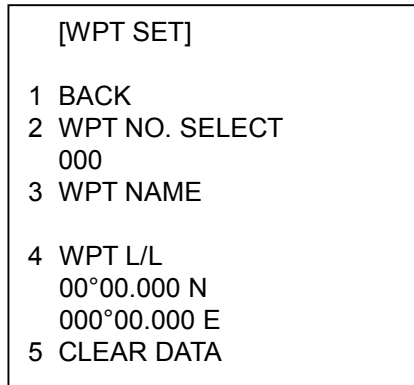 [WPT SET]
1 BACK
2 WPT NO. SELECT
000
3 WPT NAME
4 WPT L/L
00°00.000 N
000°00.000 E
5 CLEAR DATA